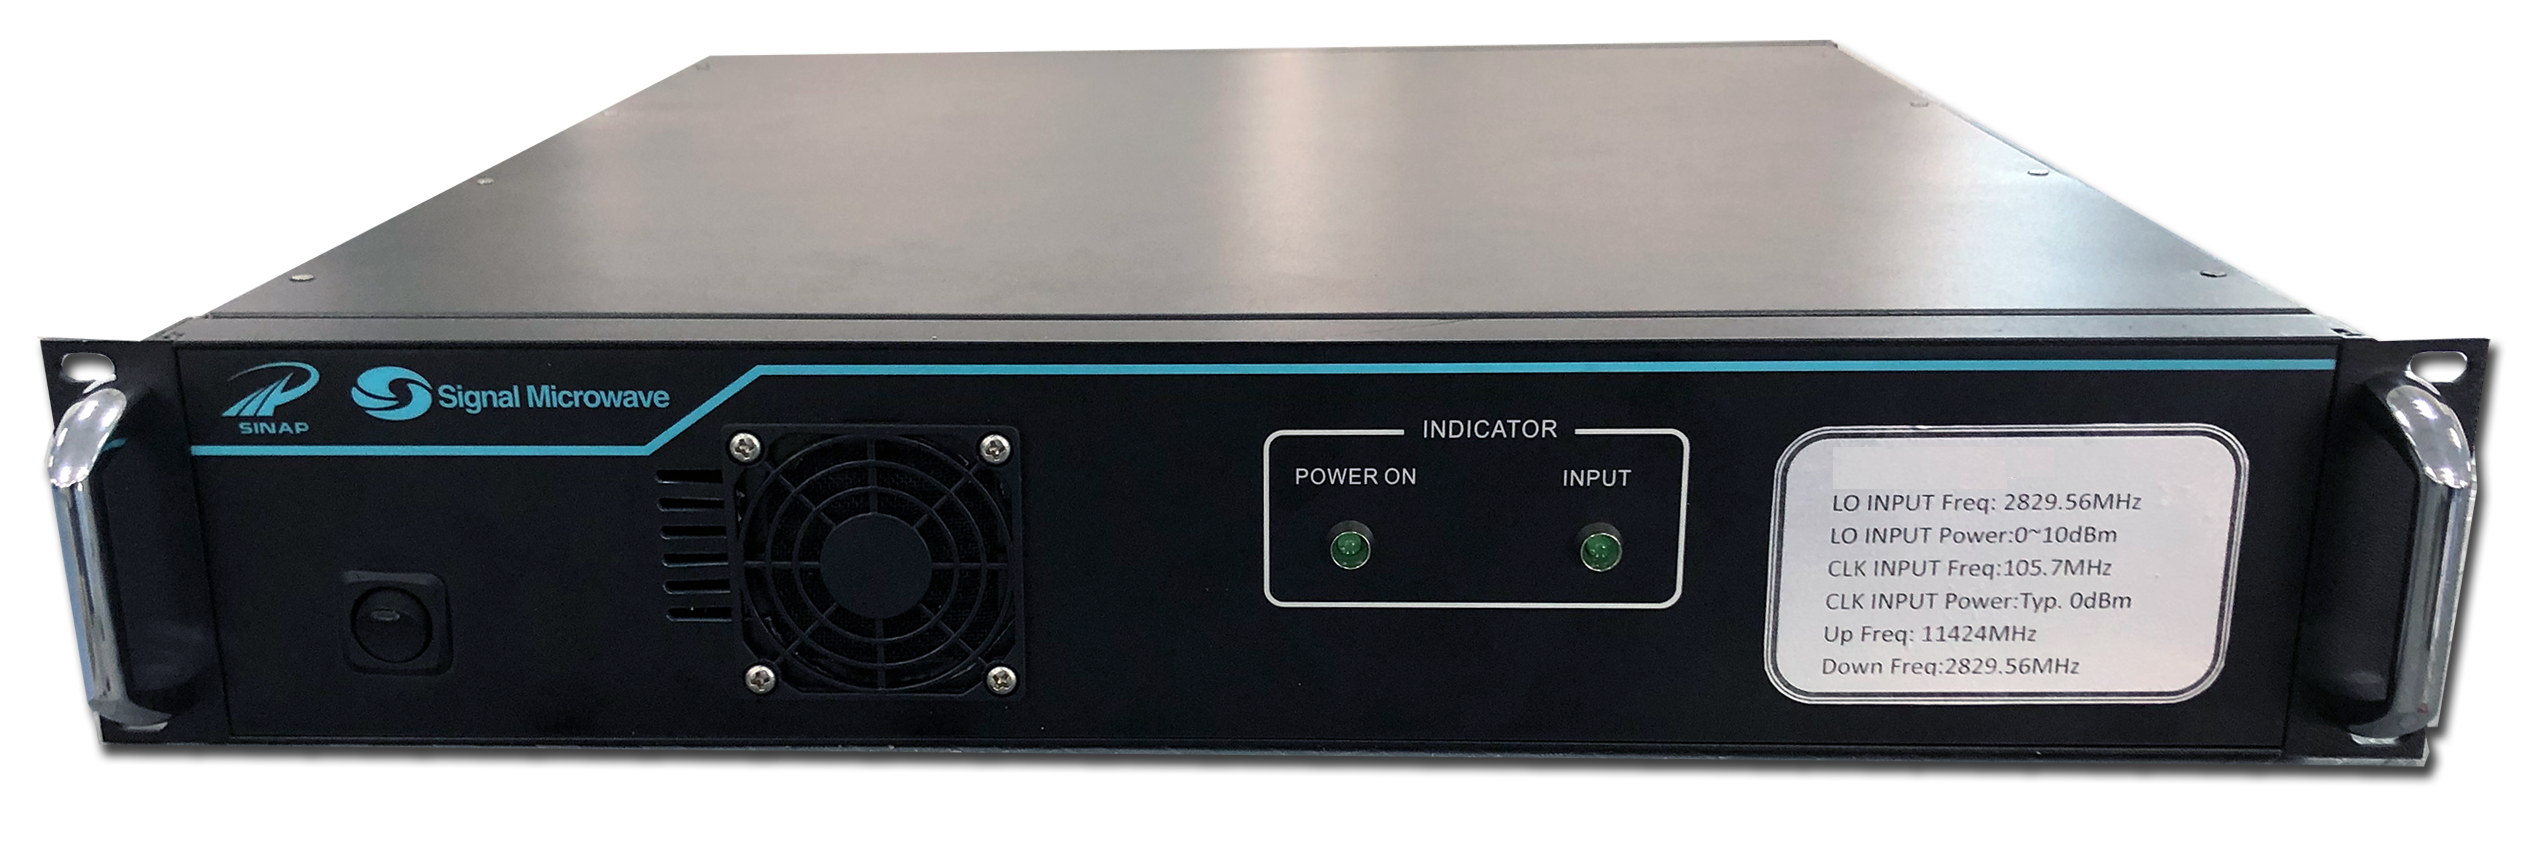 SINAP
Signal Microwave
INDICATOR
POWER ON
INPUT
LO INPUT Freq: 2829.56MHz
LO INPUT Power:0~10dBm
CLK INPUT Freq:105.7MHz
CLK INPUT Power:Typ. 0dBm
Up Freq: 11424MHz
Down Freq:2829.56MHz